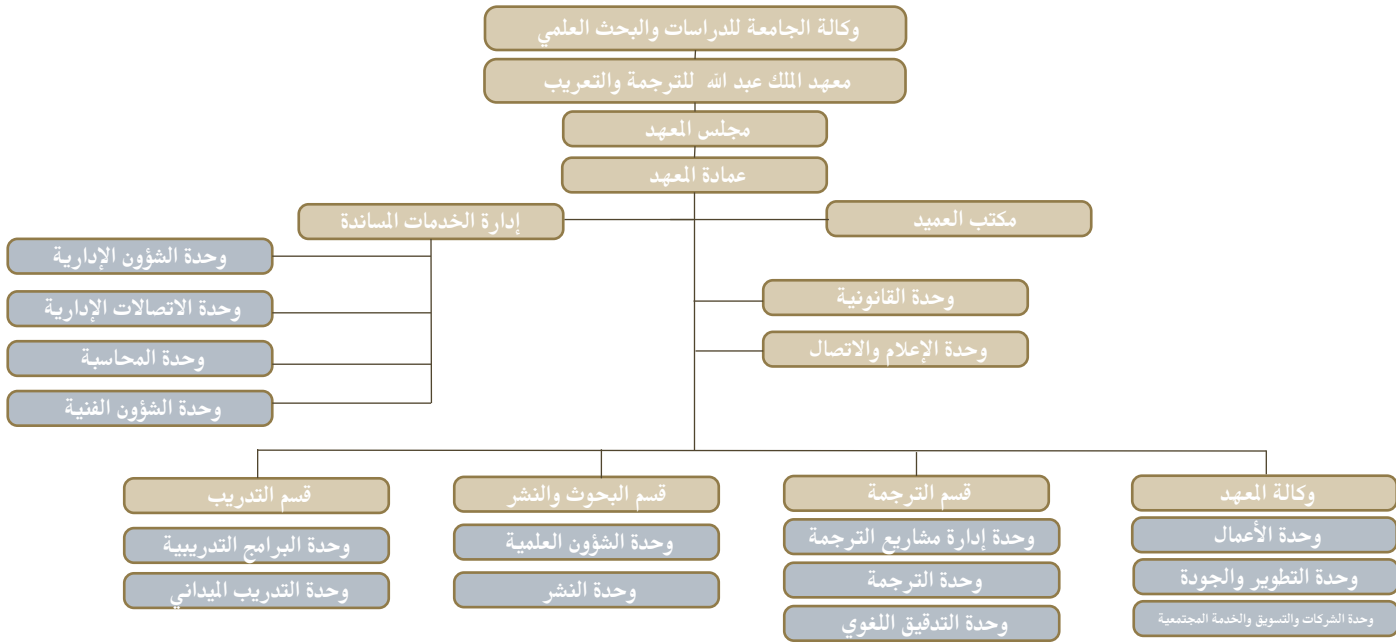 وكالة الجامعة للدراسات والبحث العلمي
معهد الملك عبد الله للترجمة والتعريب
مجلس المعهد
عمادة المعهد
مكتب العميد
إدارة الخدمات المساندة
وحدة الشؤون الإدارية
وحدة الاتصالات الإدارية
وحدة المحاسبة
وحدة الشؤون الفنية
وحدة القانونية
وحدة الإعلام والاتصال
وكالة المعهد
وحدة الأعمال
وحدة التطوير والجودة
وحدة الشركات والتسويق والخدمة المجتمعية
قسم الترجمة
وحدة إدارة مشاريع الترجمة
وحدة الترجمة
وحدة التدقيق اللغوي
قسم البحوث والنشر
وحدة الشؤون العلمية
وحدة النشر
قسم التدريب
وحدة البرامج التدريبية
وحدة التدريب الميداني